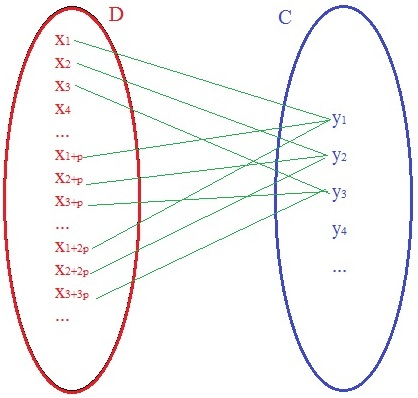 D
C
x1
x2
x3
x4
...
x1+p
x2+p
x3+p
...
x1+2p
x2+2p
x3+3p
...
y1
y2
y3
y4
...